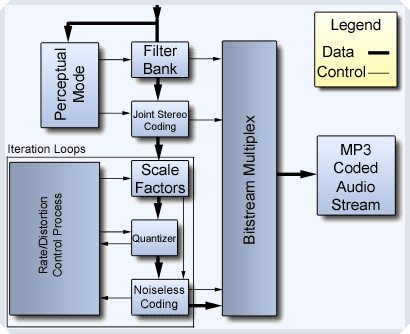 Legend
Data
Control
Perceptual
Mode
Filter
Bank
Joint Stereo
Coding
Iteration Loops
Scale
Factors
Rate/Distortion
Control Process
Quantizer
Noiseless
Coding
Bitstream Multiplex
MP3
Coded
Audio
Stream